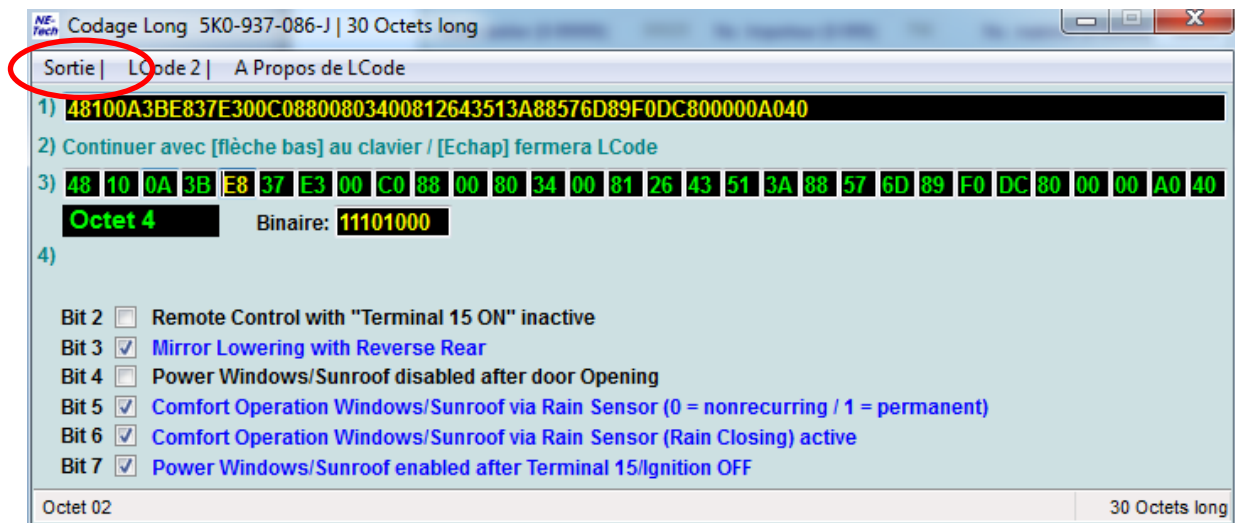 NE-Tech Codage Long 5K0-937-086-J | 30 Octets long
Sortie | LCode 2 | A Propos de LCode
1) 48100A3BE837E300C08800803400812643513A88576D89F0DC800000A040
2) Continuer avec [flèche bas] au clavier / [Echap] fermera LCode
3) 48 10 0A 3B E8 37 E3 00 C0 88 00 80 34 00 81 26 43 51 3A 88 57 6D 89 F0 DC 80 00 00 A0 40
Octet 4 Binaire: 11101000
4)
Bit 2 Remote Control with "Terminal 15 ON" inactive
Bit 3 Mirror Lowering with Reverse Rear
Bit 4 Power Windows/Sunroof disabled after door Opening
Bit 5 Comfort Operation Windows/Sunroof via Rain Sensor (0 = nonrecurring / 1 = permanent)
Bit 6 Comfort Operation Windows/Sunroof via Rain Sensor (Rain Closing) active
Bit 7 Power Windows/Sunroof enabled after Terminal 15/Ignition OFF
Octet 02 30 Octets long